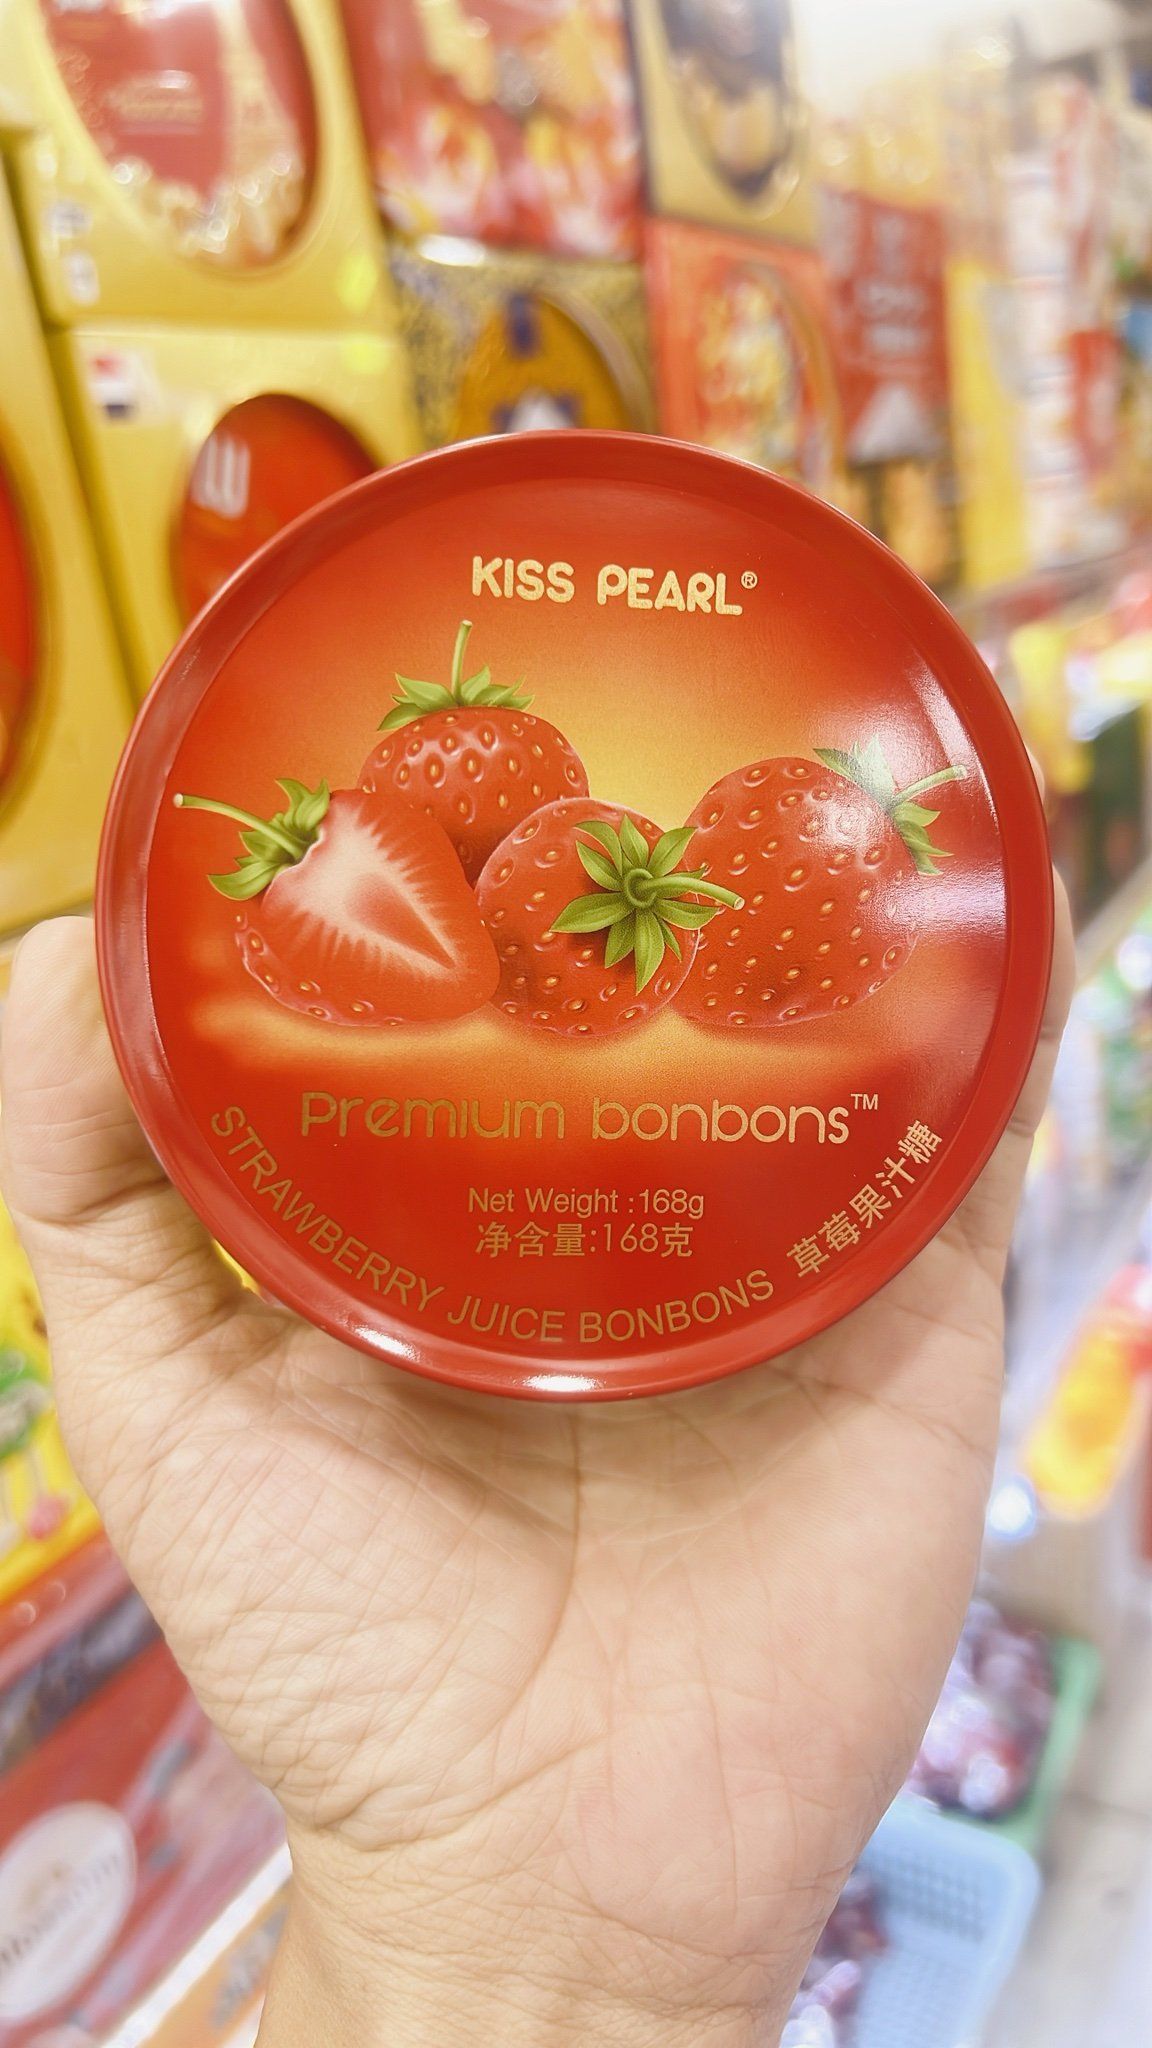 KISS PEARL®
Premium bonbons™
Net Weight :168g
净含量:168克
STRAWBERRY JUICE BONBONS 草莓果汁糖